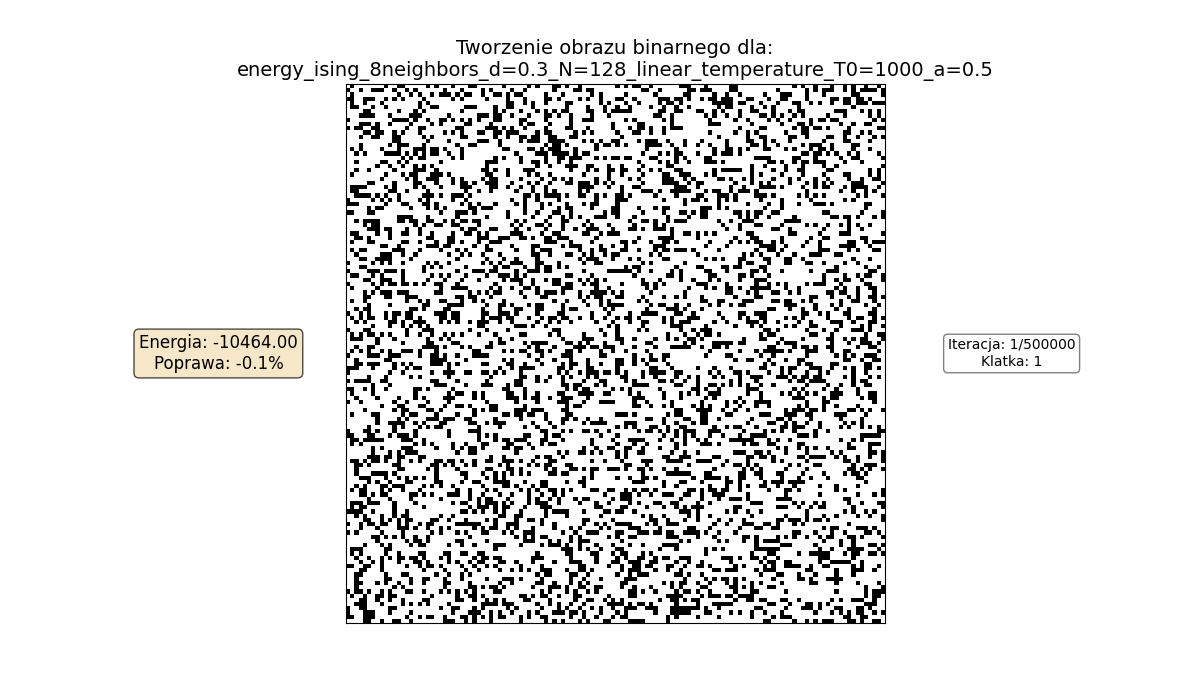 Tworzenie obrazu binarnego dla:
energy_ising_8neighbors_d=0.3_N=128_linear_temperature_T0=1000_a=0.5
Energia: -10464.00
Poprawa: -0.1%
Iteracja: 1/500000
Klatka: 1